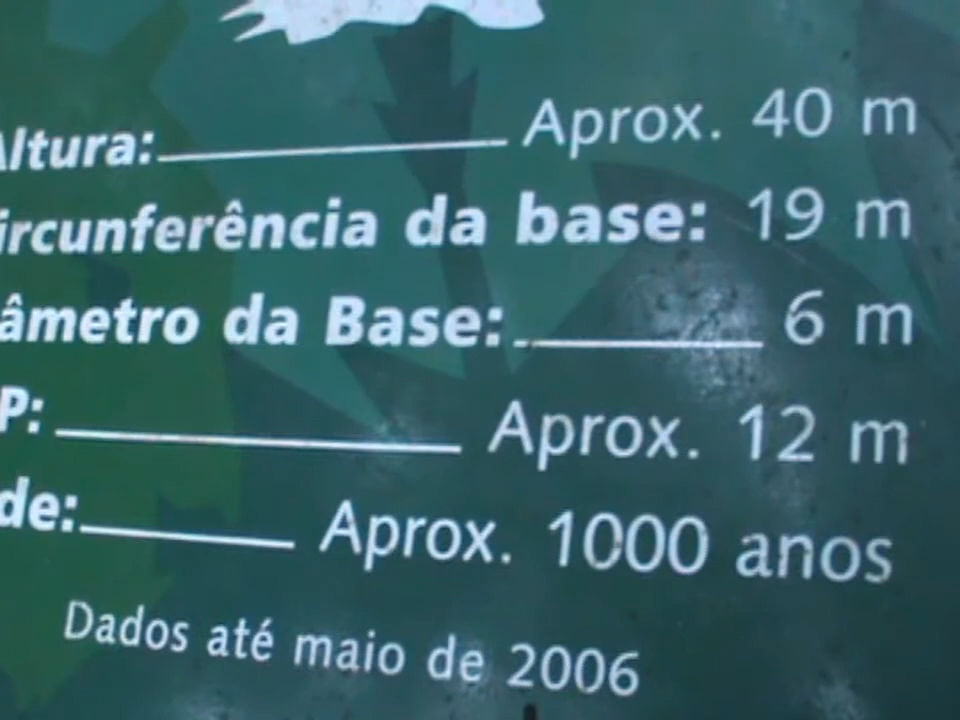 Altura: Aprox. 40 m
ircunferência da base: 19 m
âmetro da Base: 6 m
P: Aprox. 12 m
de: Aprox. 1000 anos
Dados até maio de 2006